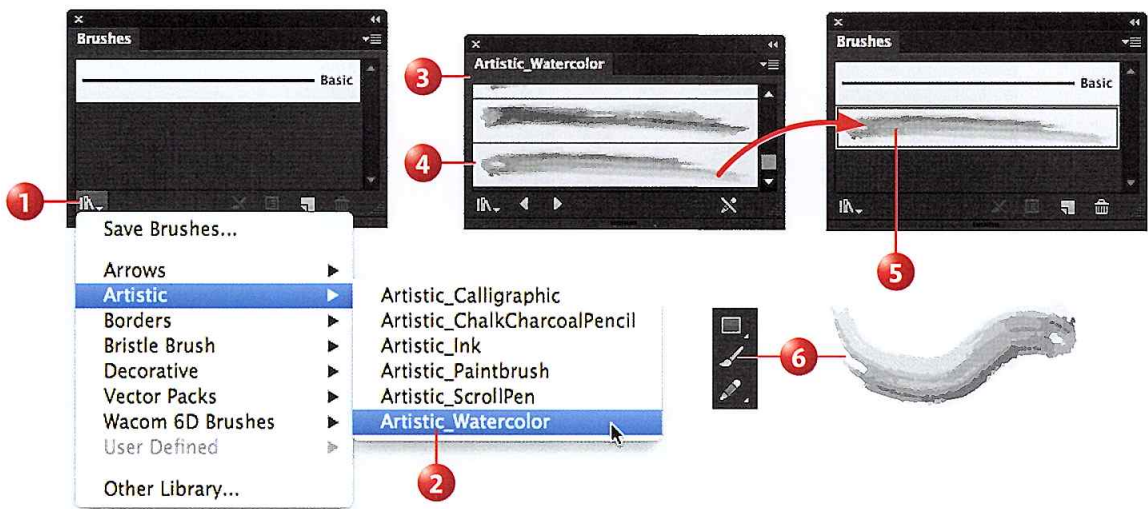 Brushes
Basic
1
Save Brushes...
Arrows
Artistic
Borders
Bristle Brush
Decorative
Vector Packs
Wacom 6D Brushes
User Defined
Other Library...
Artistic_Calligraphic
Artistic_ChalkCharcoalPencil
Artistic_Ink
Artistic_Paintbrush
Artistic_ScrollPen
Artistic_Watercolor
2
3
Artistic_Watercolor
4
Brushes
Basic
5
6